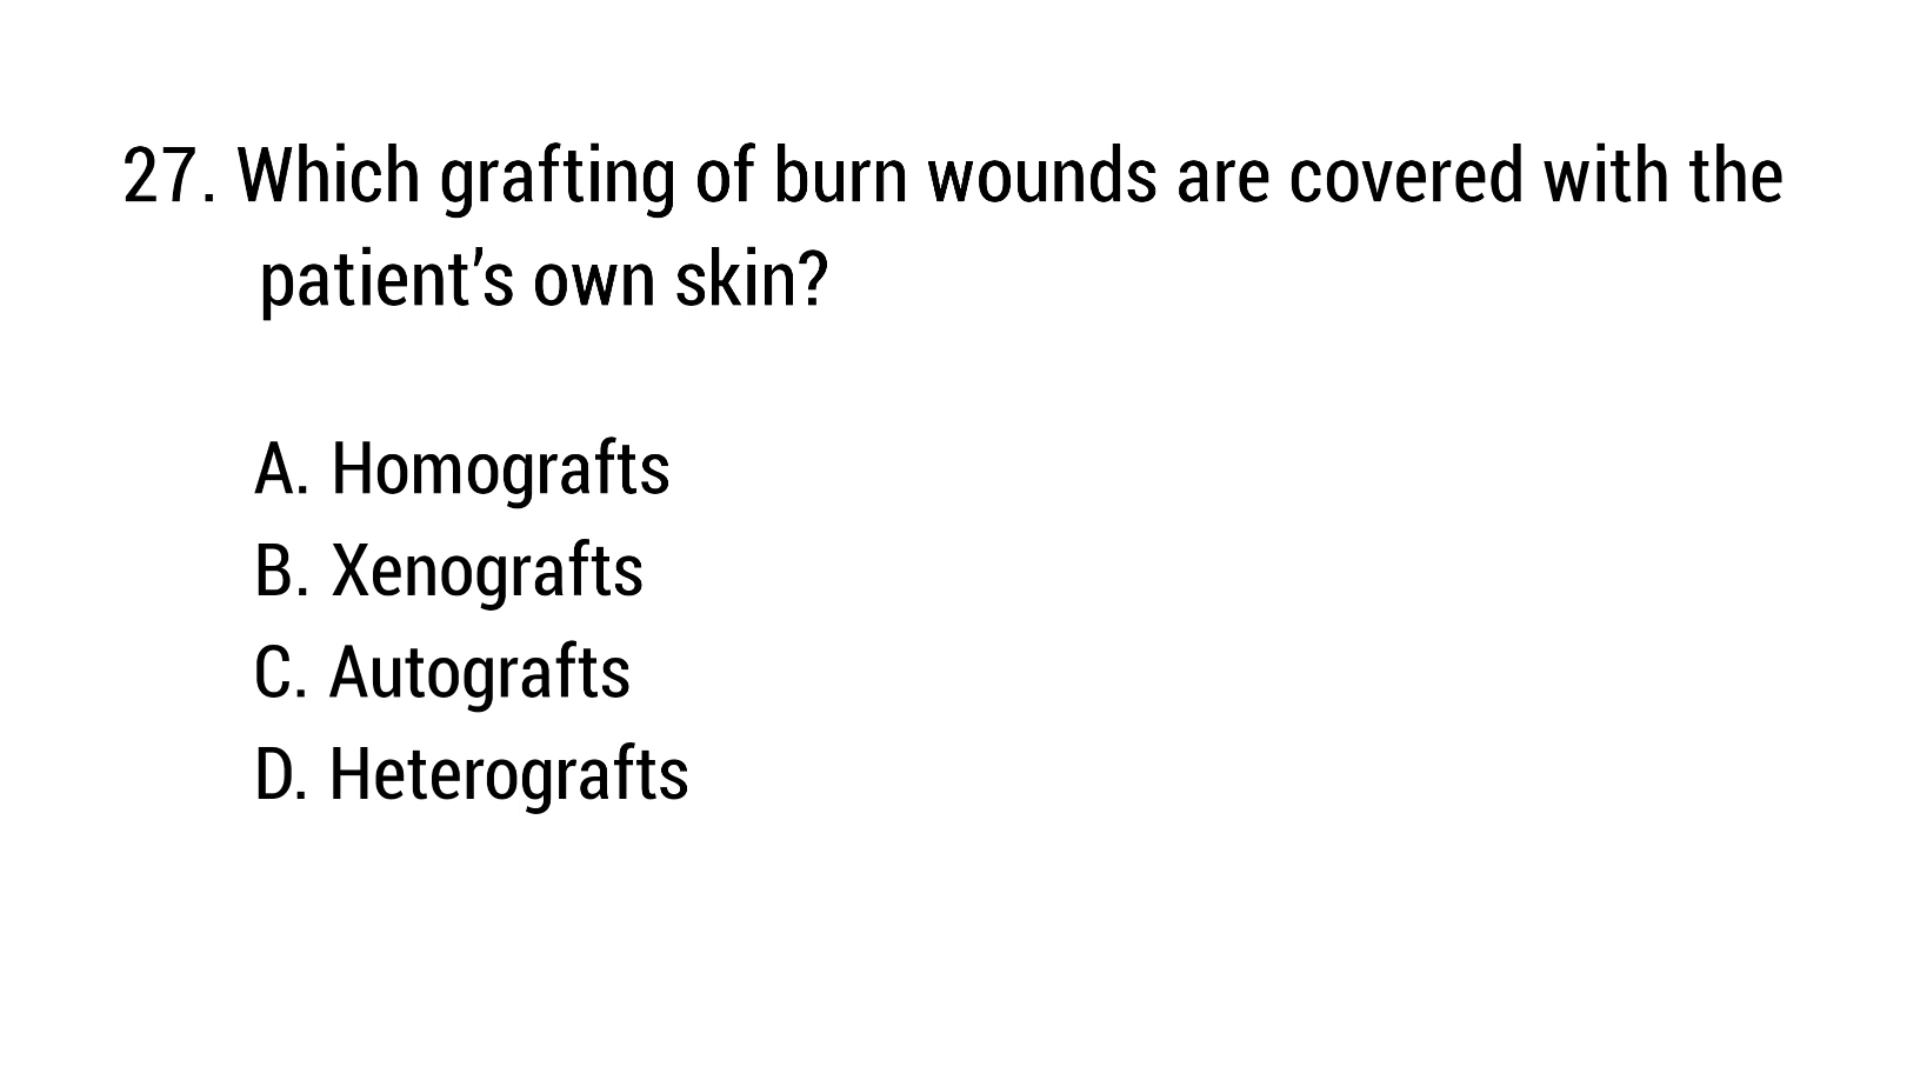 27. Which grafting of burn wounds are covered with the
patient’s own skin?
A. Homografts
B. Xenografts
C. Autografts
D. Heterografts